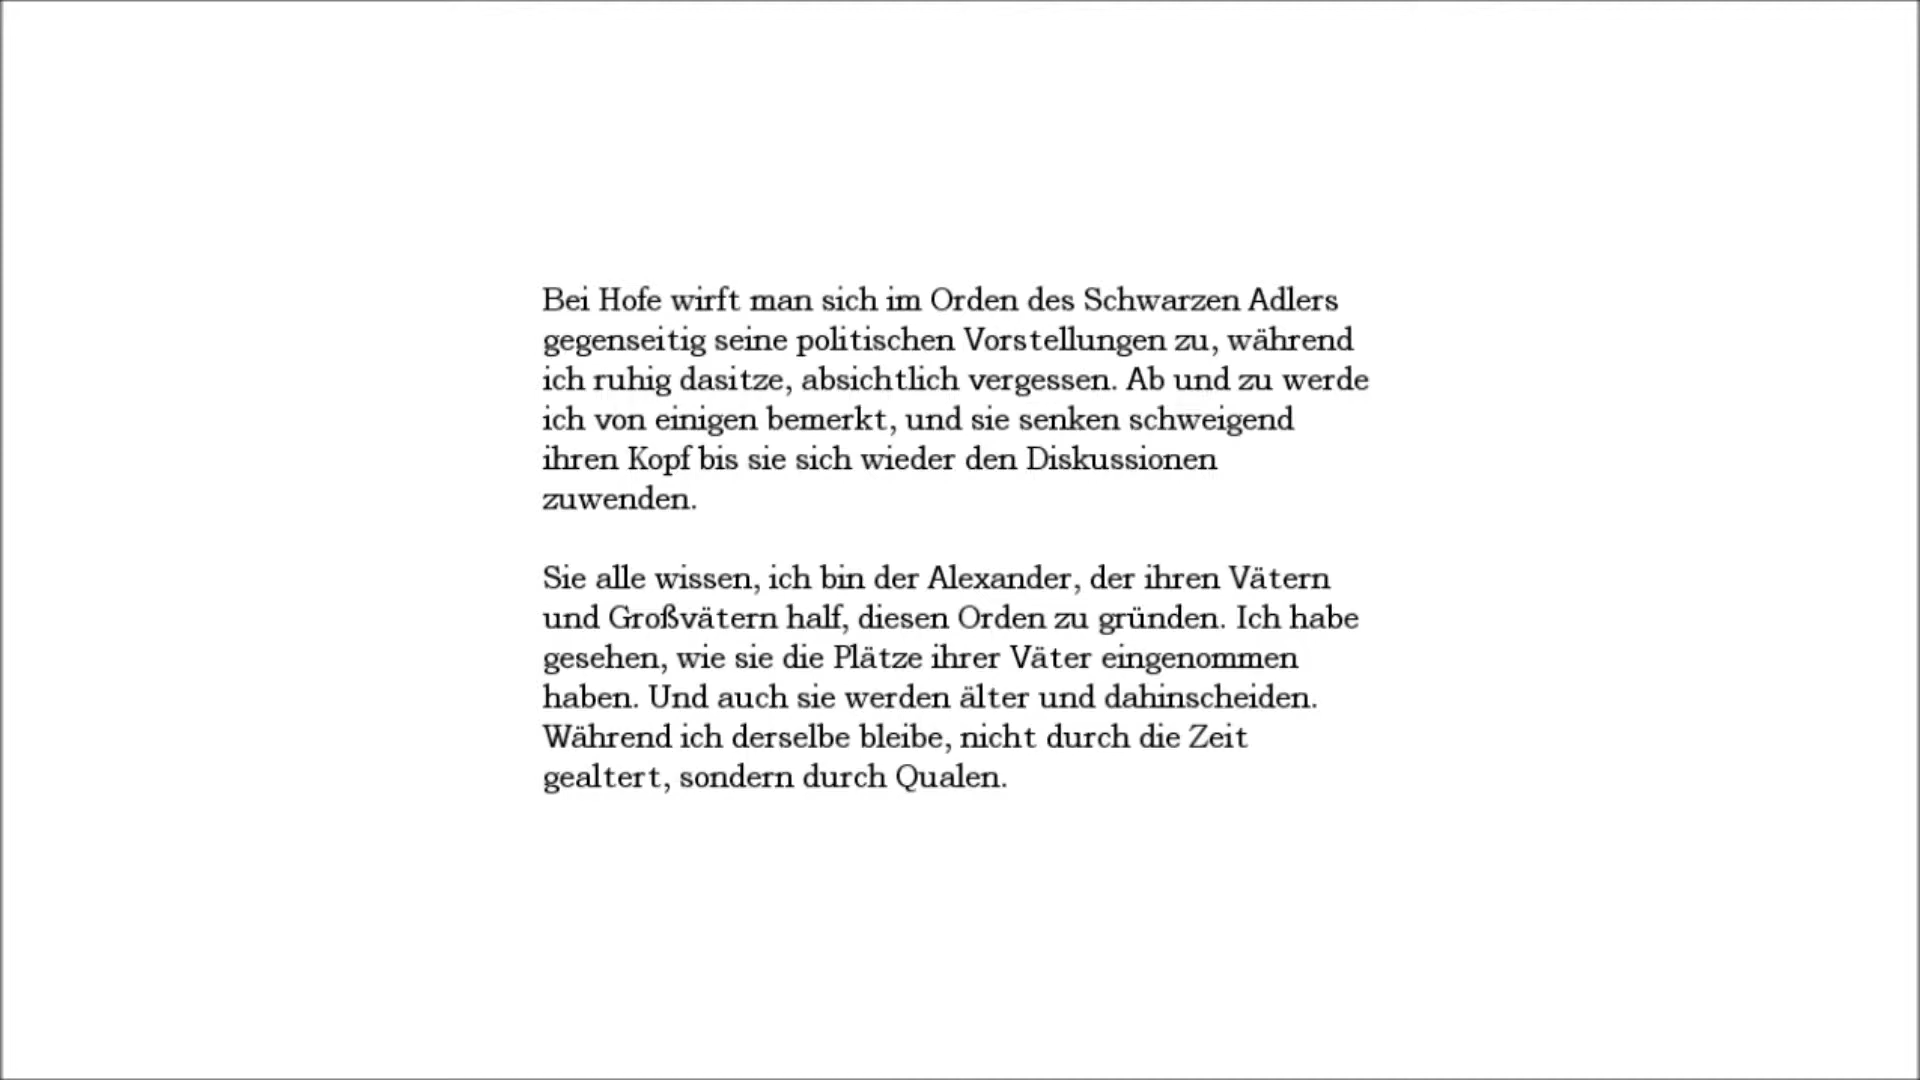 Bei Hofe wirft man sich im Orden des Schwarzen Adlers
gegenseitig seine politischen Vorstellungen zu, während
ich ruhig dasitze, absichtlich vergessen. Ab und zu werde
ich von einigen bemerkt, und sie senken schweigend
ihren Kopf bis sie sich wieder den Diskussionen
zuwenden.
Sie alle wissen, ich bin der Alexander, der ihren Vätern
und Großvätern half, diesen Orden zu gründen. Ich habe
gesehen, wie sie die Plätze ihrer Väter eingenommen
haben. Und auch sie werden älter und dahinscheiden.
Während ich derselbe bleibe, nicht durch die Zeit
gealtert, sondern durch Qualen.